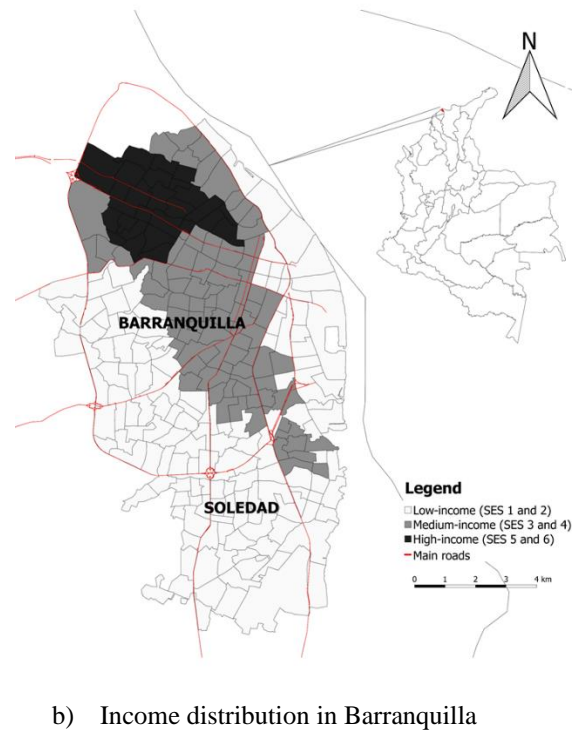 N
BARRANQUILLA
SOLEDAD
Legend
Low-income (SES 1 and 2)
Medium-income (SES 3 and 4)
High-income (SES 5 and 6)
Main roads
0 1 2 3 4 km
b) Income distribution in Barranquilla